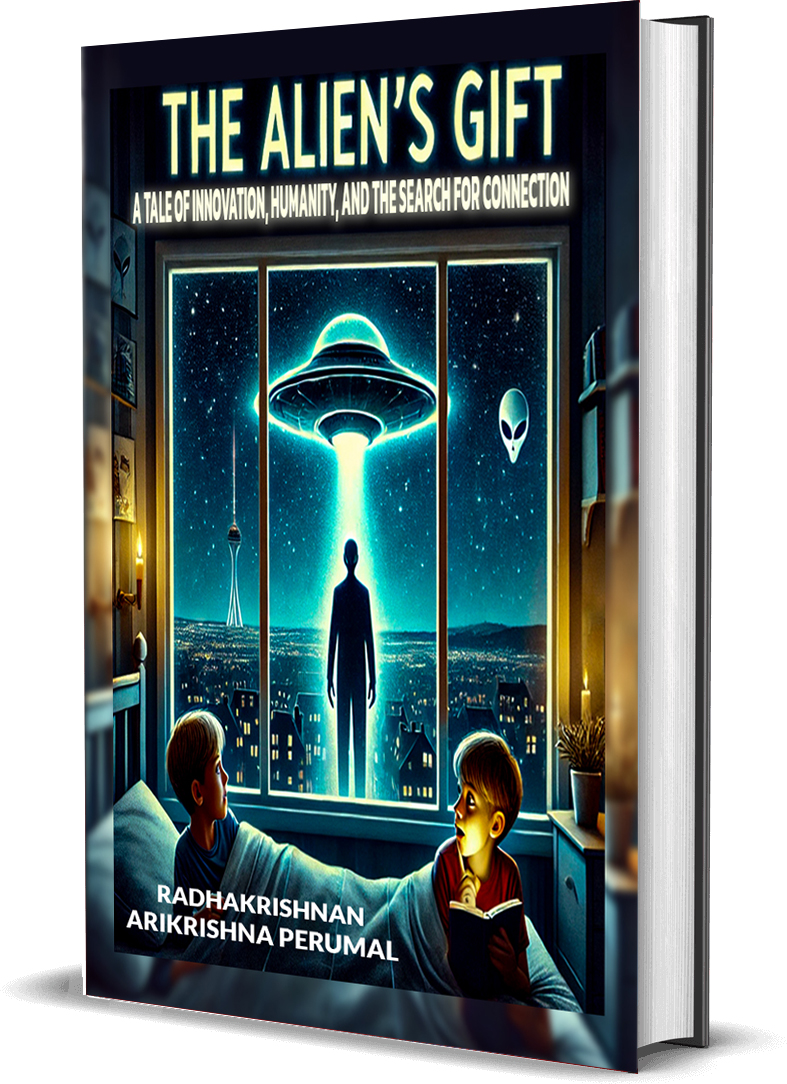 THE ALIEN'S GIFT
A TALE OF INNOVATION, HUMANITY, AND THE SEARCH FOR CONNECTION
RADHAKRISHNAN
ARIKRISHNA PERUMAL